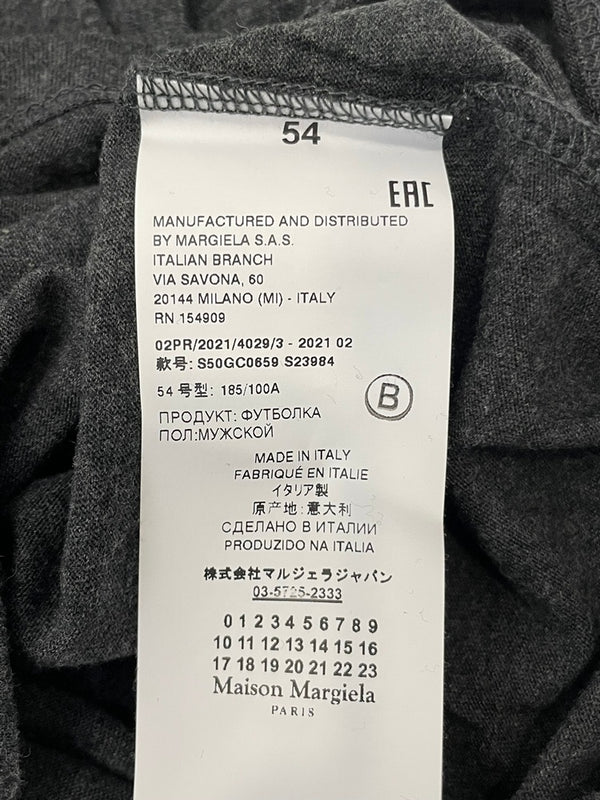 54
EAC
MANUFACTURED AND DISTRIBUTED
BY MARGIELA S.A.S.
ITALIAN BRANCH
VIA SAVONA, 60
20144 MILANO (MI) - ITALY
RN 154909
02PR/2021/4029/3 - 2021 02
款号: S50GC0659 S23984
54 号型: 185/100A
B
ПРОДУКТ: ФУТБОЛКА
ПОЛ:МУЖСКОЙ
MADE IN ITALY
FABRIQUÉ EN ITALIE
イタリア製
原产地:意大利
СДЕЛАНО В ИТАЛИИ
PRODUZIDO NA ITALIA
株式会社マルジェラジャパン
03-5725-2333
0 1 2 3 4 5 6 7 8 9
10 11 12 13 14 15 16
17 18 19 20 21 22 23
Maison Margiela
PARIS